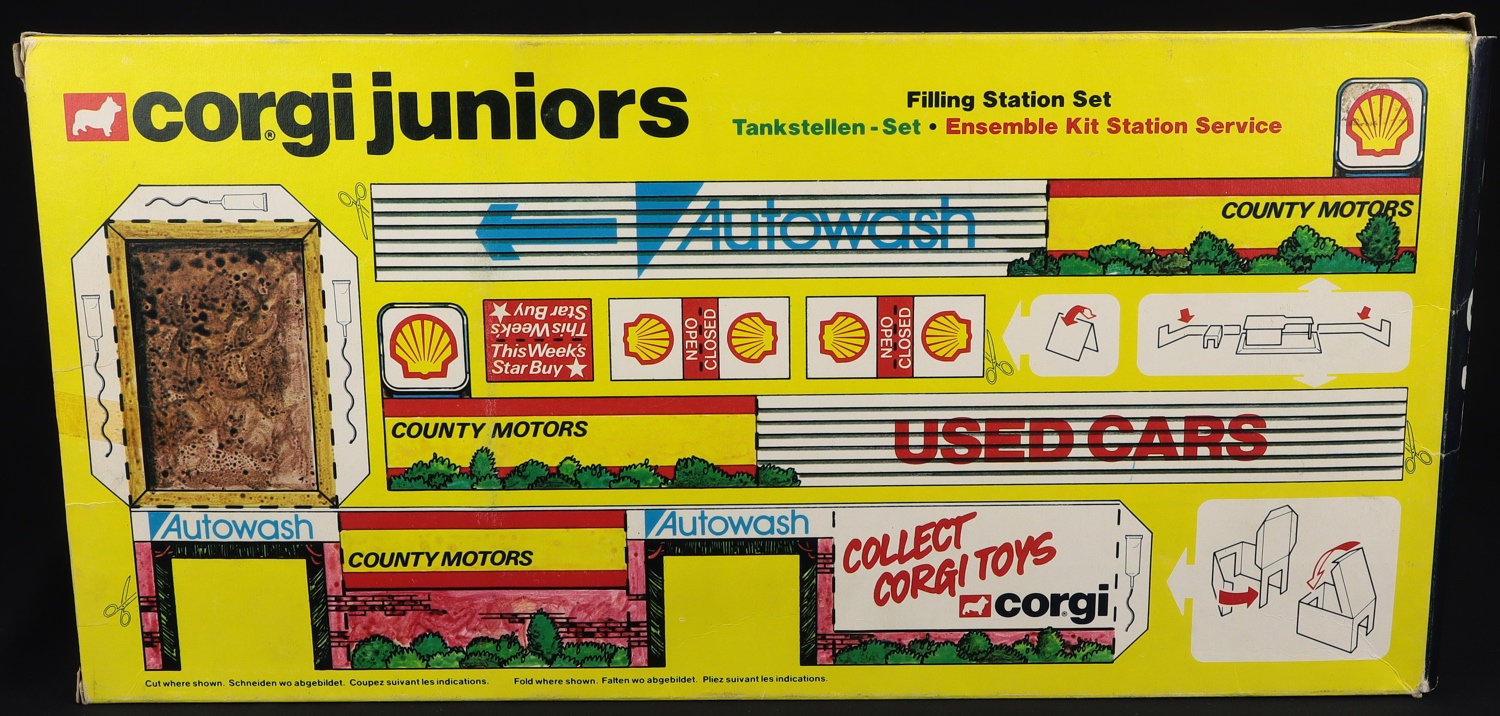 corgi juniors
®
Filling Station Set
Tankstellen-Set • Ensemble Kit Station Service
Autowash
COUNTY MOTORS
This Week's
Star Buy
This Week's
Star Buy
OPEN
CLOSED
OPEN
CLOSED
COUNTY MOTORS
USED CARS
Autowash
COUNTY MOTORS
Autowash
COLLECT
CORGI TOYS
corgi
Cut where shown. Schneiden wo abgebildet. Coupez suivant les indications.
Fold where shown. Falten wo abgebildet. Pliez suivant les indications.